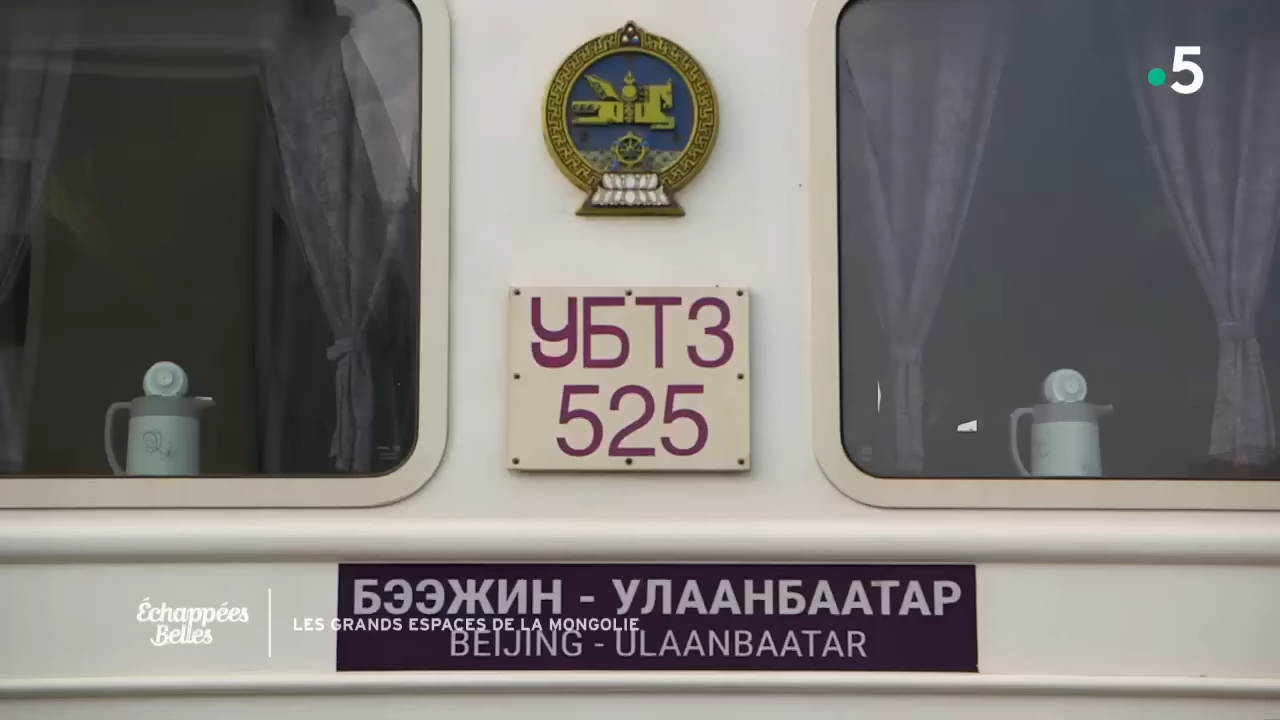 5
УБТЗ
525
БЭЭЖИН - УЛААНБААТАР
Échappées
Belles
LES GRANDS ESPACES DE LA MONGOLIE
BEIJING - ULAANBAATAR